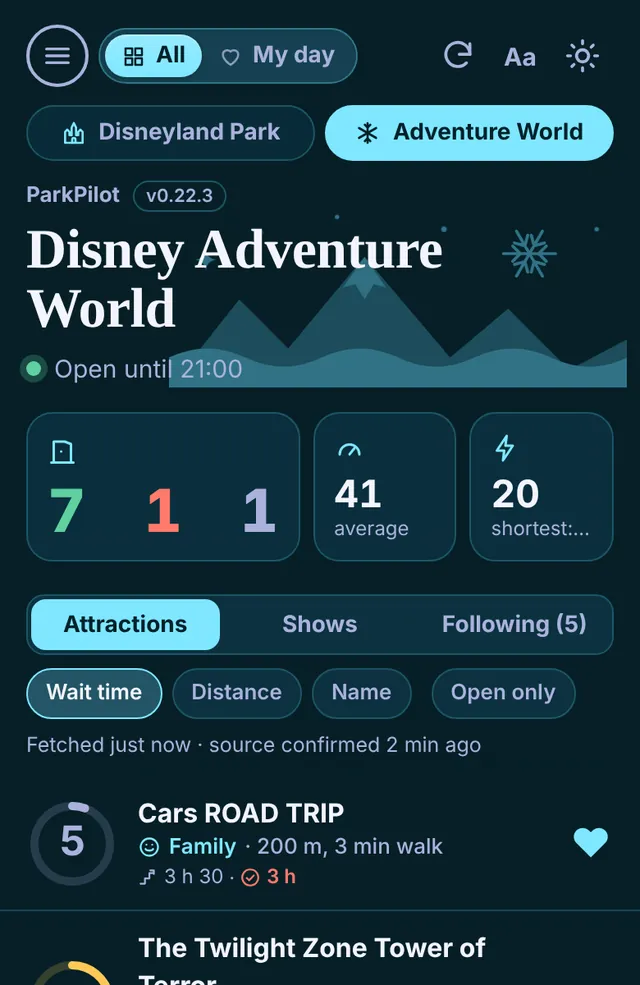 All
My day
Aa
Disneyland Park
Adventure World
ParkPilot
v0.22.3
Disney Adventure
World
Open until 21:00
7 1 1
41
average
20
shortest:...
Attractions
Shows
Following (5)
Wait time
Distance
Name
Open only
Fetched just now · source confirmed 2 min ago
5
Cars ROAD TRIP
Family · 200 m, 3 min walk
3 h 30 · 3 h
The Twilight Zone Tower of
Terror